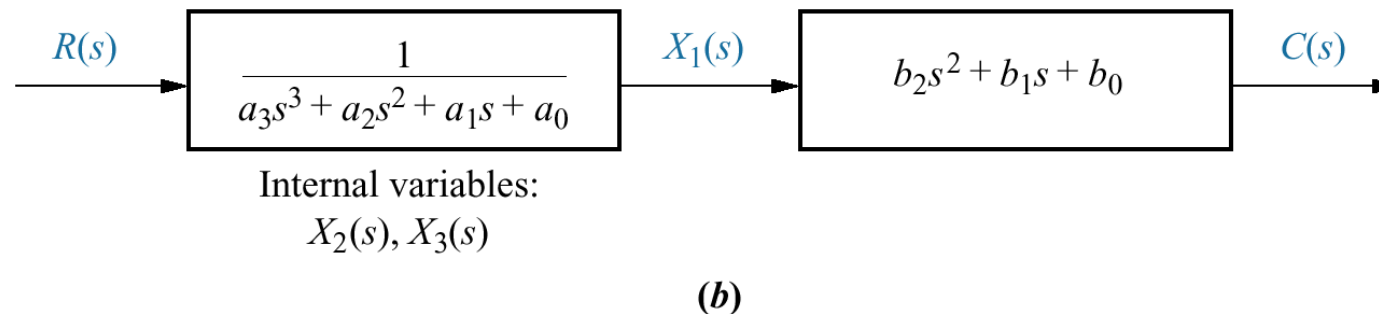 R(s)
1
a₃s³ + a₂s² + a₁s + a₀
X₁(s)
b₂s² + b₁s + b₀
C(s)
Internal variables:
X₂(s), X₃(s)
(b)